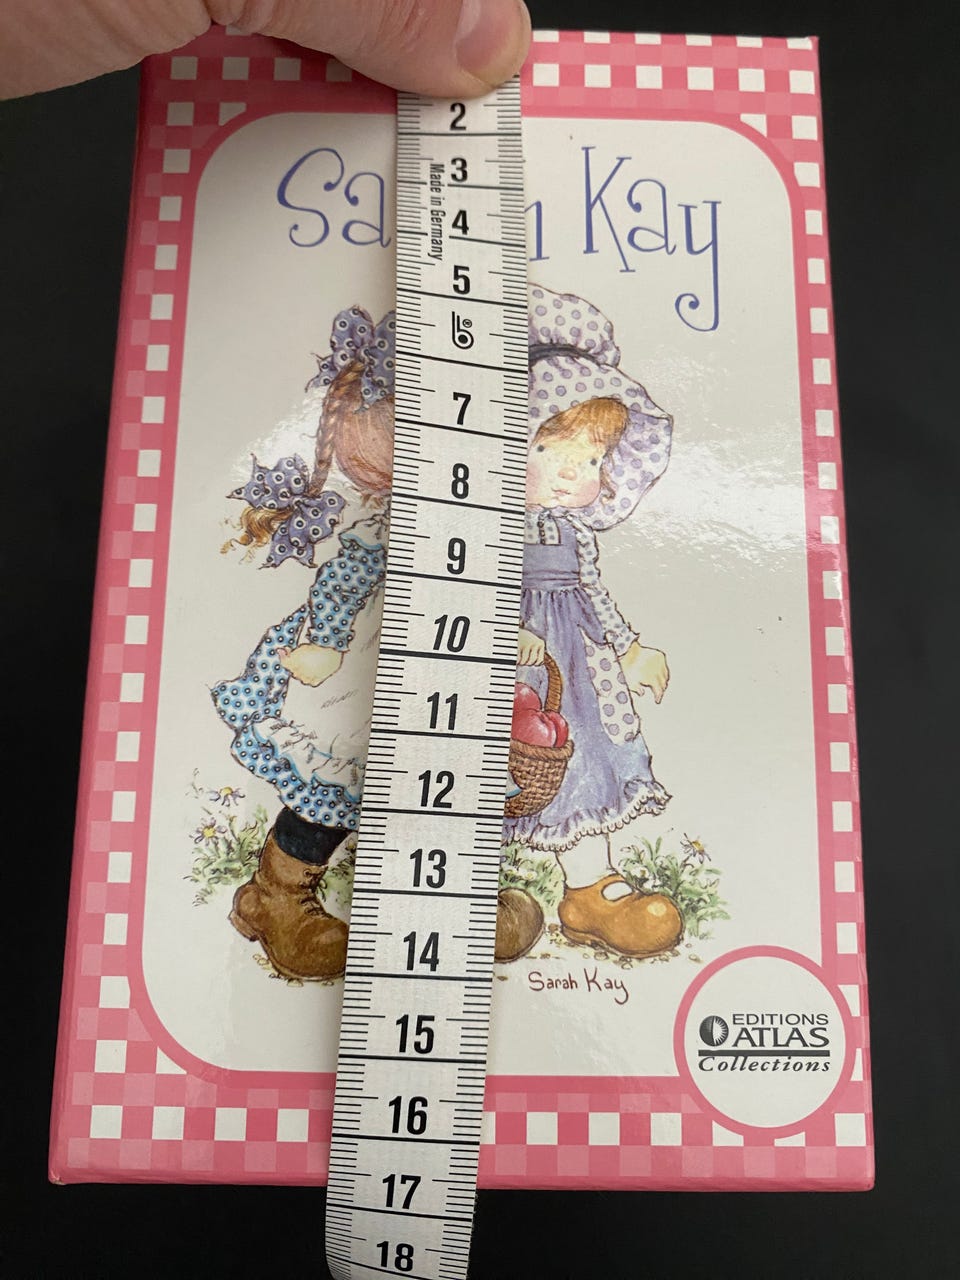 Sa n Kay
2
3
Made in Germany
4
5
b®
7
8
9
10
11
12
13
14
Sarah Kay
15
EDITIONS
ATLAS
Collections
16
17
18